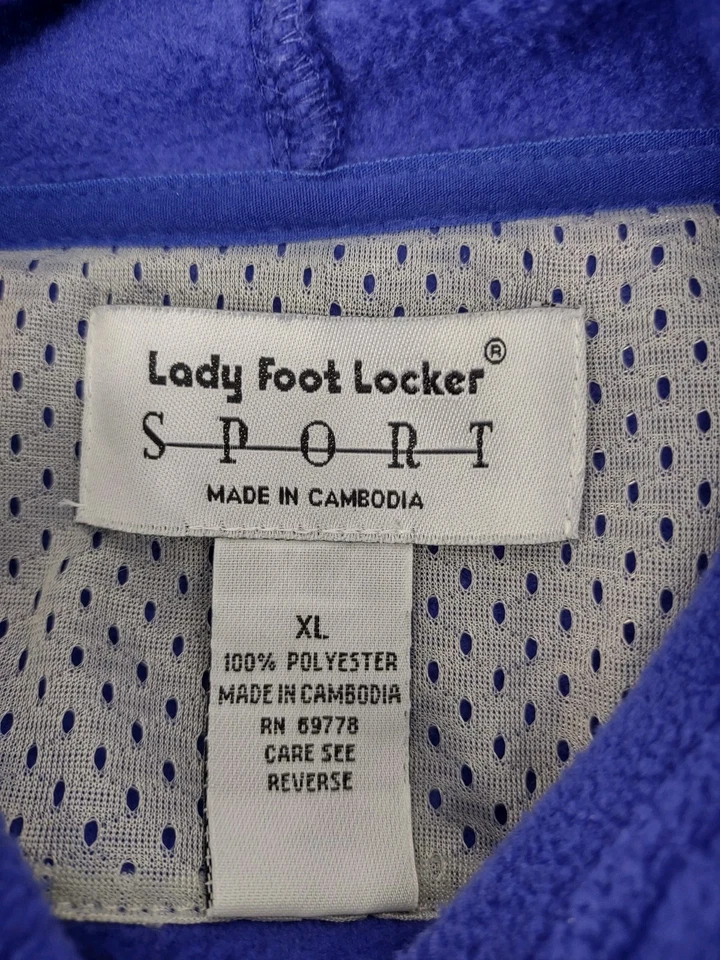 Lady Foot Locker®
SPORT
MADE IN CAMBODIA
XL
100% POLYESTER
MADE IN CAMBODIA
RN 69778
CARE SEE
REVERSE